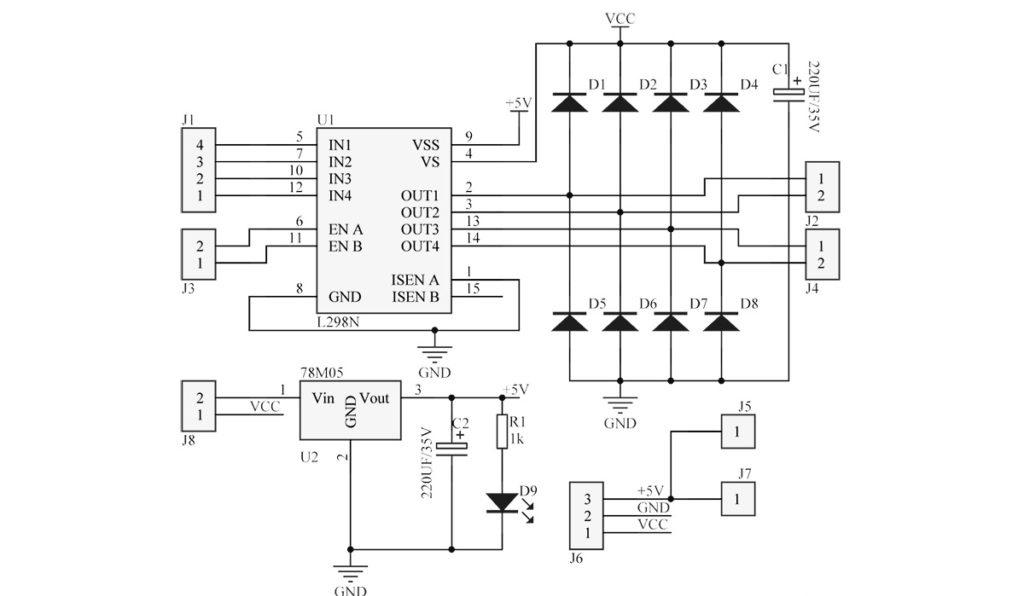 VCC
C1
+
220UF/35V
D1 D2 D3 D4
+5V
J1
U1
4 5 IN1 VSS 9
3 7 IN2 VS 4
2 10 IN3
1 12 IN4 OUT1 2
OUT2 3
6 EN A OUT3 13
2 11 EN B OUT4 14
1
J3
ISEN A 1
8 GND ISEN B 15
L298N
GND
1
2
J2
1
2
J4
D5 D6 D7 D8
GND
78M05
2 1 Vin Vout 3 +5V
1 VCC
J8
GND
U2
2
C2
+
220UF/35V
R1
1k
D9
GND
J5
1
J7
1
3 +5V
2 GND
1 VCC
J6